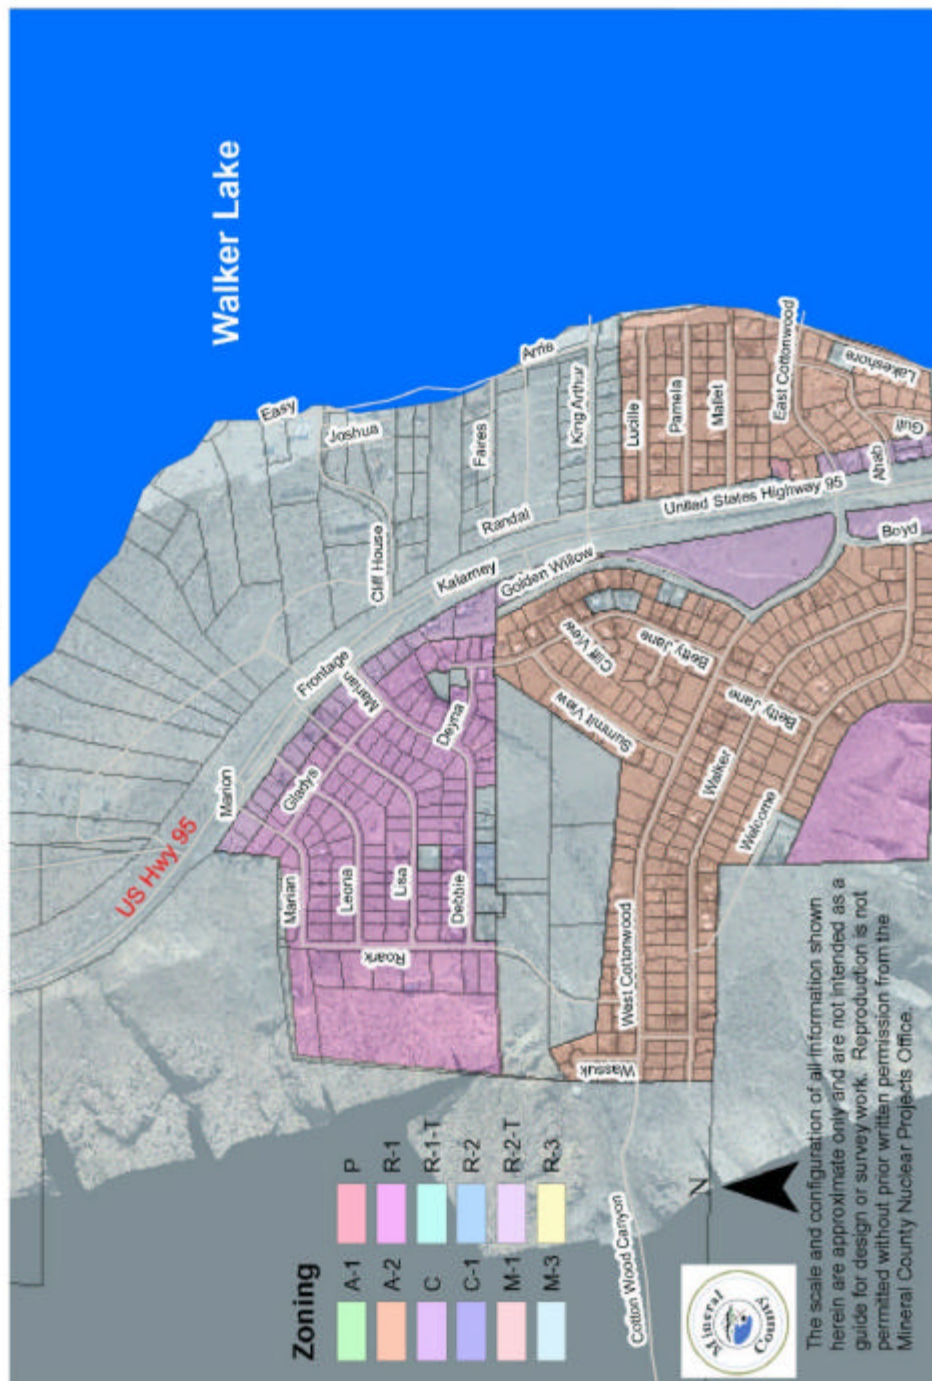 Walker Lake
US Hwy 95
Easy
Joshua
Cliff House
Arrie
Faires
Randal
King Arthur
Lucille
Pamela
Mallet
East Cottonwood
Lakeshore
Gull
Ahab
United States Highway 95
Boyd
Kalamey
Golden Willow
Frontage
Marian
Marion
Gladys
Deyna
Marian
Leona
Lisa
Debbie
Roark
Cliff View
Betty Jane
Summit View
Betty Jane
Walker
Welcome
West Cottonwood
Wassuk
Cotton Wood Canyon
Zoning
A-1 P
A-2 R-1
C R-1-T
C-1 R-2
M-1 R-2-T
M-3 R-3
N
Mineral
County
The scale and configuration of all information shown
herein are approximate only and are not intended as a
guide for design or survey work. Reproduction is not
permitted without prior written permission from the
Mineral County Nuclear Projects Office.